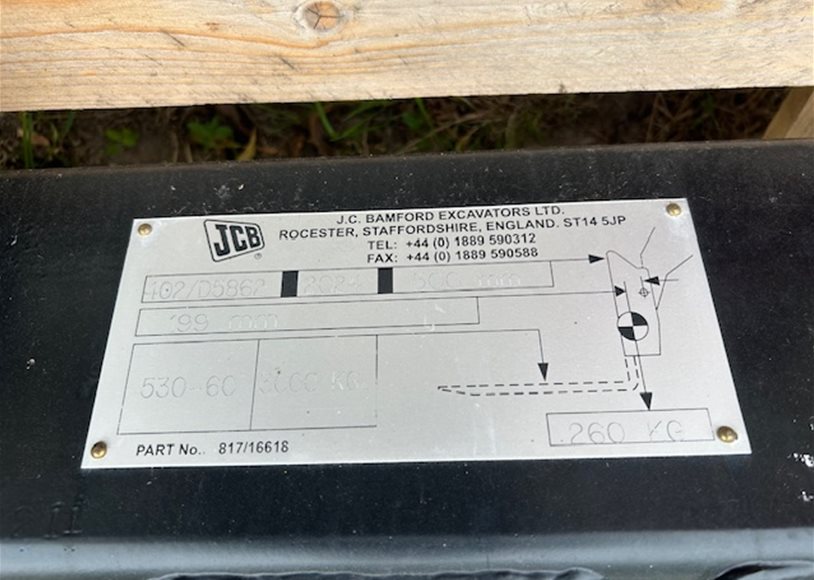 JCB
®
J.C. BAMFORD EXCAVATORS LTD.
ROCESTER, STAFFORDSHIRE, ENGLAND. ST14 5JP
TEL: +44 (0) 1889 590312
FAX: +44 (0) 1889 590588
402/D5862 2024 500 mm
199 mm
530-60 3000 KG
260 KG
PART No.. 817/16618